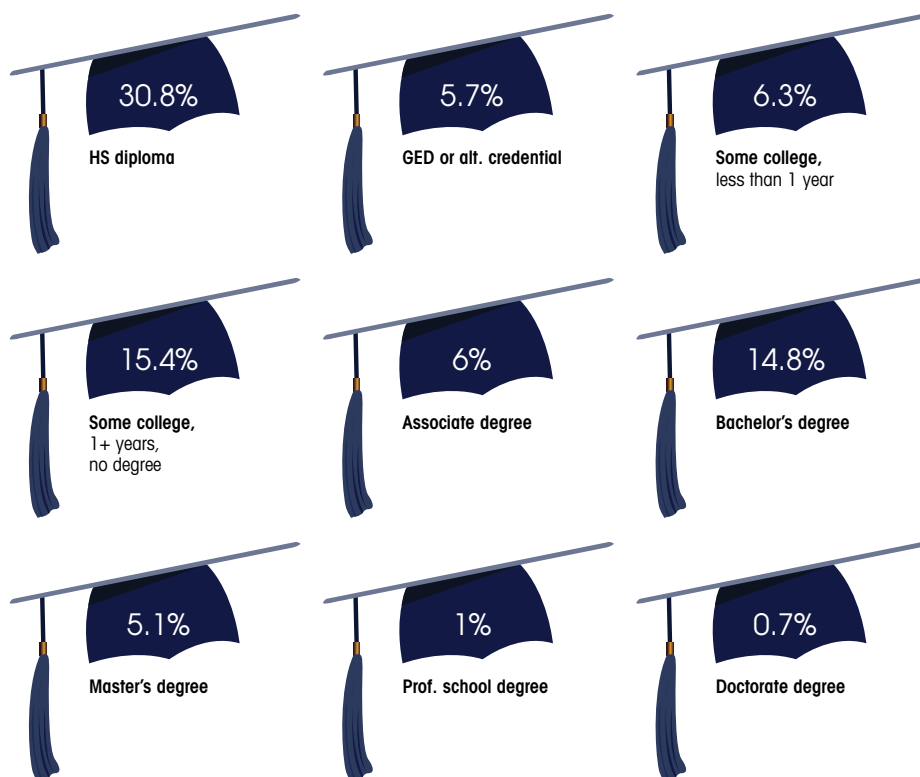 30.8%
HS diploma
5.7%
GED or alt. credential
6.3%
Some college,
less than 1 year
15.4%
Some college,
1+ years,
no degree
6%
Associate degree
14.8%
Bachelor’s degree
5.1%
Master’s degree
1%
Prof. school degree
0.7%
Doctorate degree